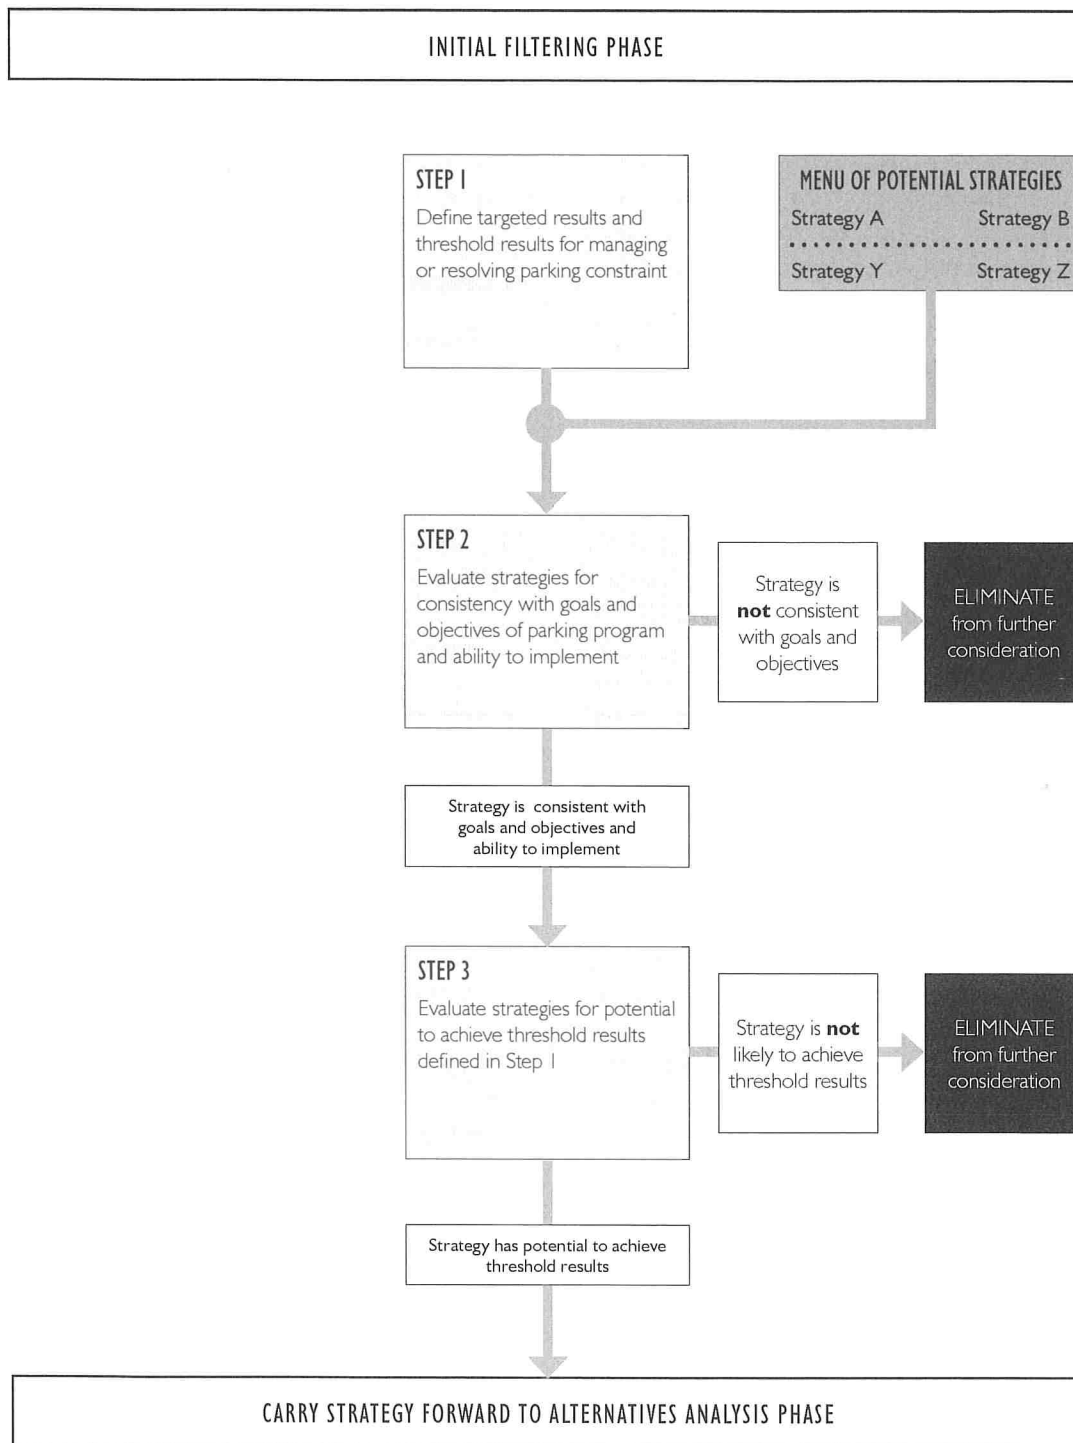 INITIAL FILTERING PHASE
STEP 1
Define targeted results and
threshold results for managing
or resolving parking constraint
MENU OF POTENTIAL STRATEGIES
Strategy A Strategy B
Strategy Y Strategy Z
STEP 2
Evaluate strategies for
consistency with goals and
objectives of parking program
and ability to implement
Strategy is
not consistent
with goals and
objectives
ELIMINATE
from further
consideration
Strategy is consistent with
goals and objectives and
ability to implement
STEP 3
Evaluate strategies for potential
to achieve threshold results
defined in Step 1
Strategy is not
likely to achieve
threshold results
ELIMINATE
from further
consideration
Strategy has potential to achieve
threshold results
CARRY STRATEGY FORWARD TO ALTERNATIVES ANALYSIS PHASE